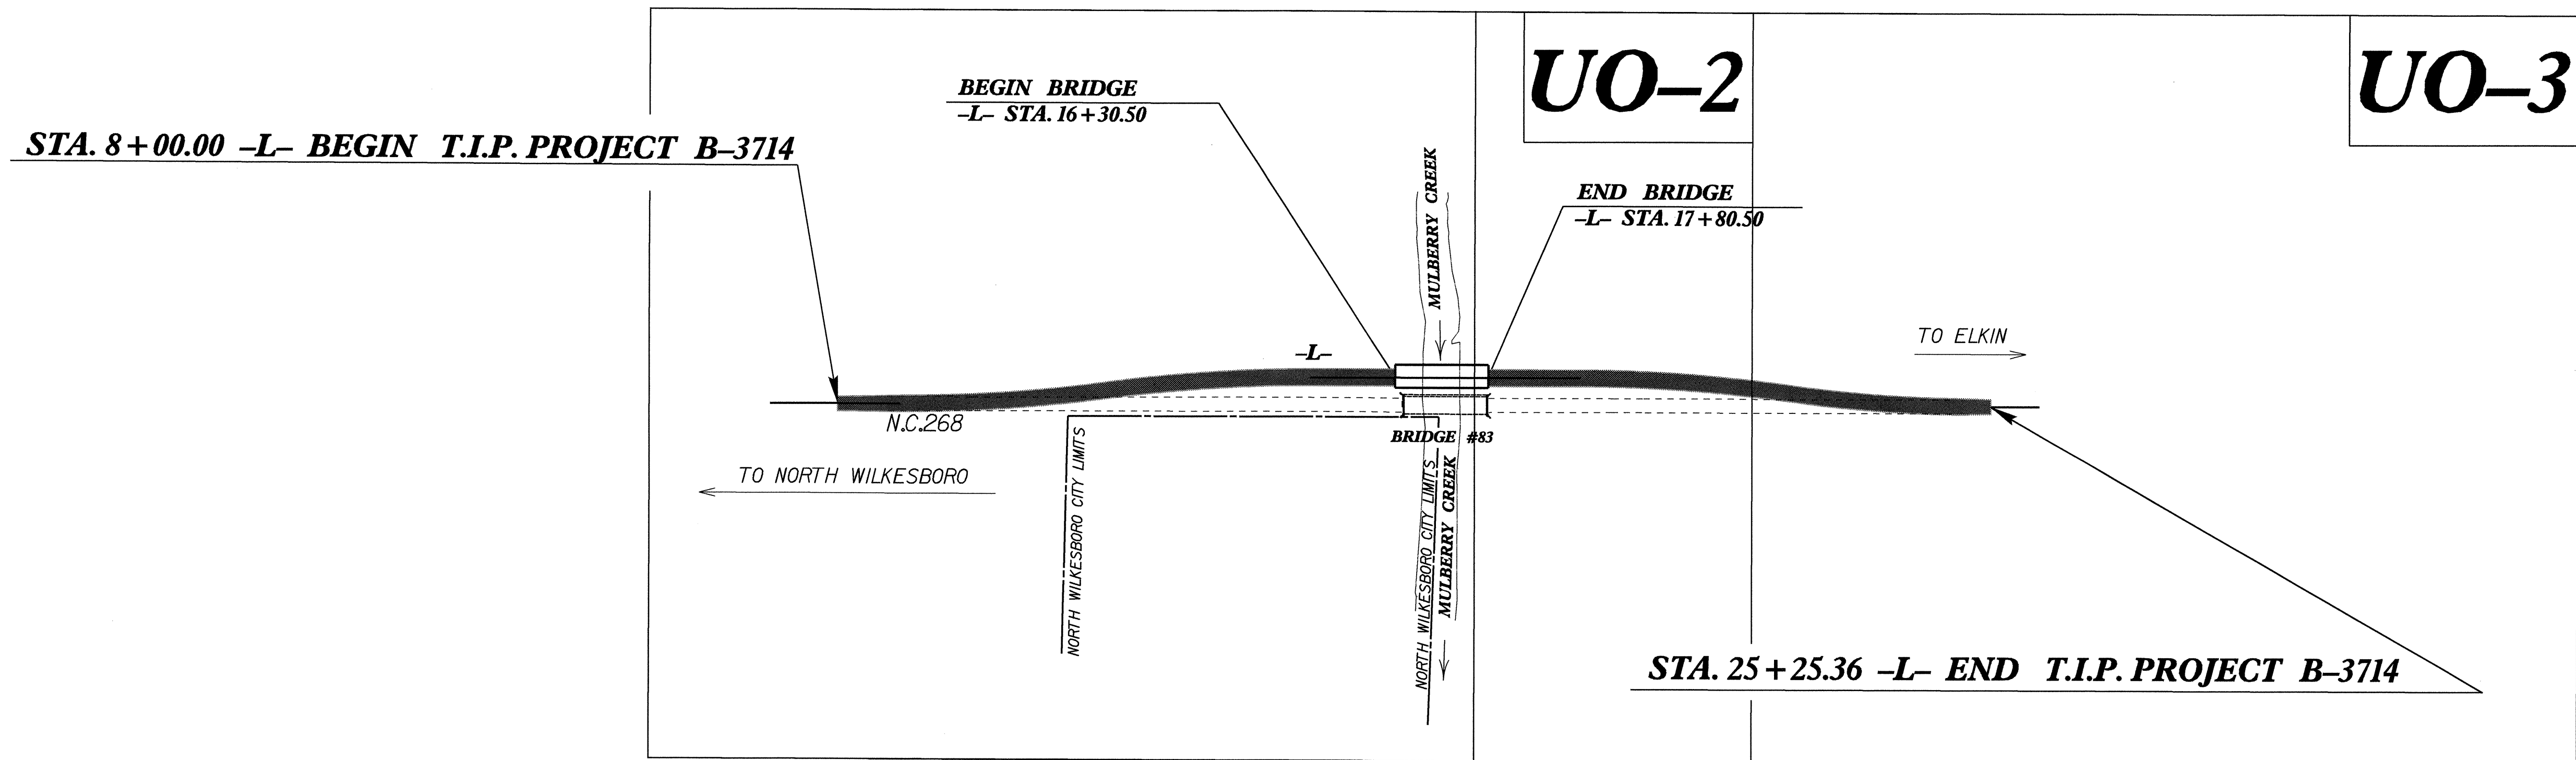 UO–2
UO–3
BEGIN BRIDGE
–L– STA. 16+30.50
STA. 8+00.00 –L– BEGIN T.I.P. PROJECT B–3714
MULBERRY CREEK
END BRIDGE
–L– STA. 17+80.50
TO ELKIN
–L–
N.C.268
BRIDGE #83
TO NORTH WILKESBORO
NORTH WILKESBORO CITY LIMITS
NORTH WILKESBORO CITY LIMITS
MULBERRY CREEK
STA. 25+25.36 –L– END T.I.P. PROJECT B–3714